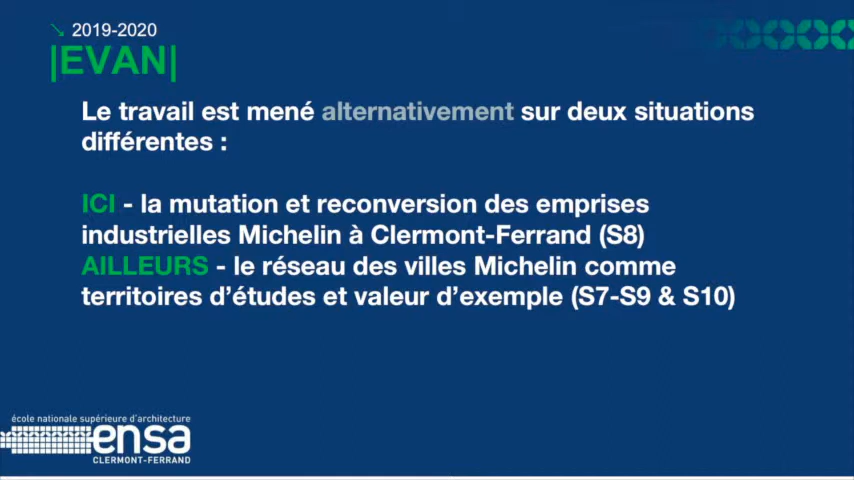 2019-2020
|EVAN|
Le travail est mené alternativement sur deux situations
différentes :
ICI - la mutation et reconversion des emprises
industrielles Michelin à Clermont-Ferrand (S8)
AILLEURS - le réseau des villes Michelin comme
territoires d’études et valeur d’exemple (S7-S9 & S10)
école nationale supérieure d'architecture
ensa
CLERMONT-FERRAND